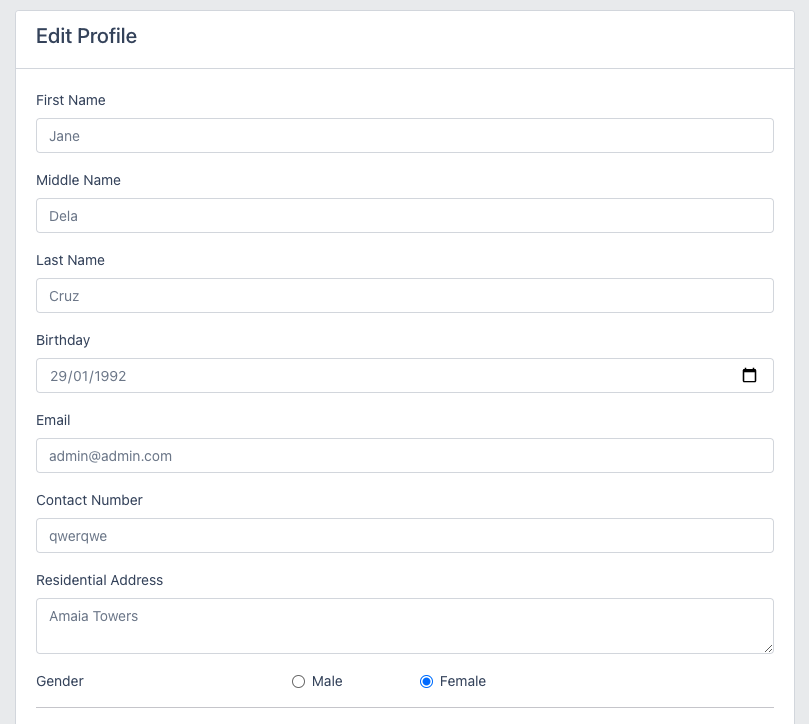 Edit Profile
First Name
Jane
Middle Name
Dela
Last Name
Cruz
Birthday
29/01/1992
Email
admin@admin.com
Contact Number
qwerqwe
Residential Address
Amaia Towers
Gender Male Female